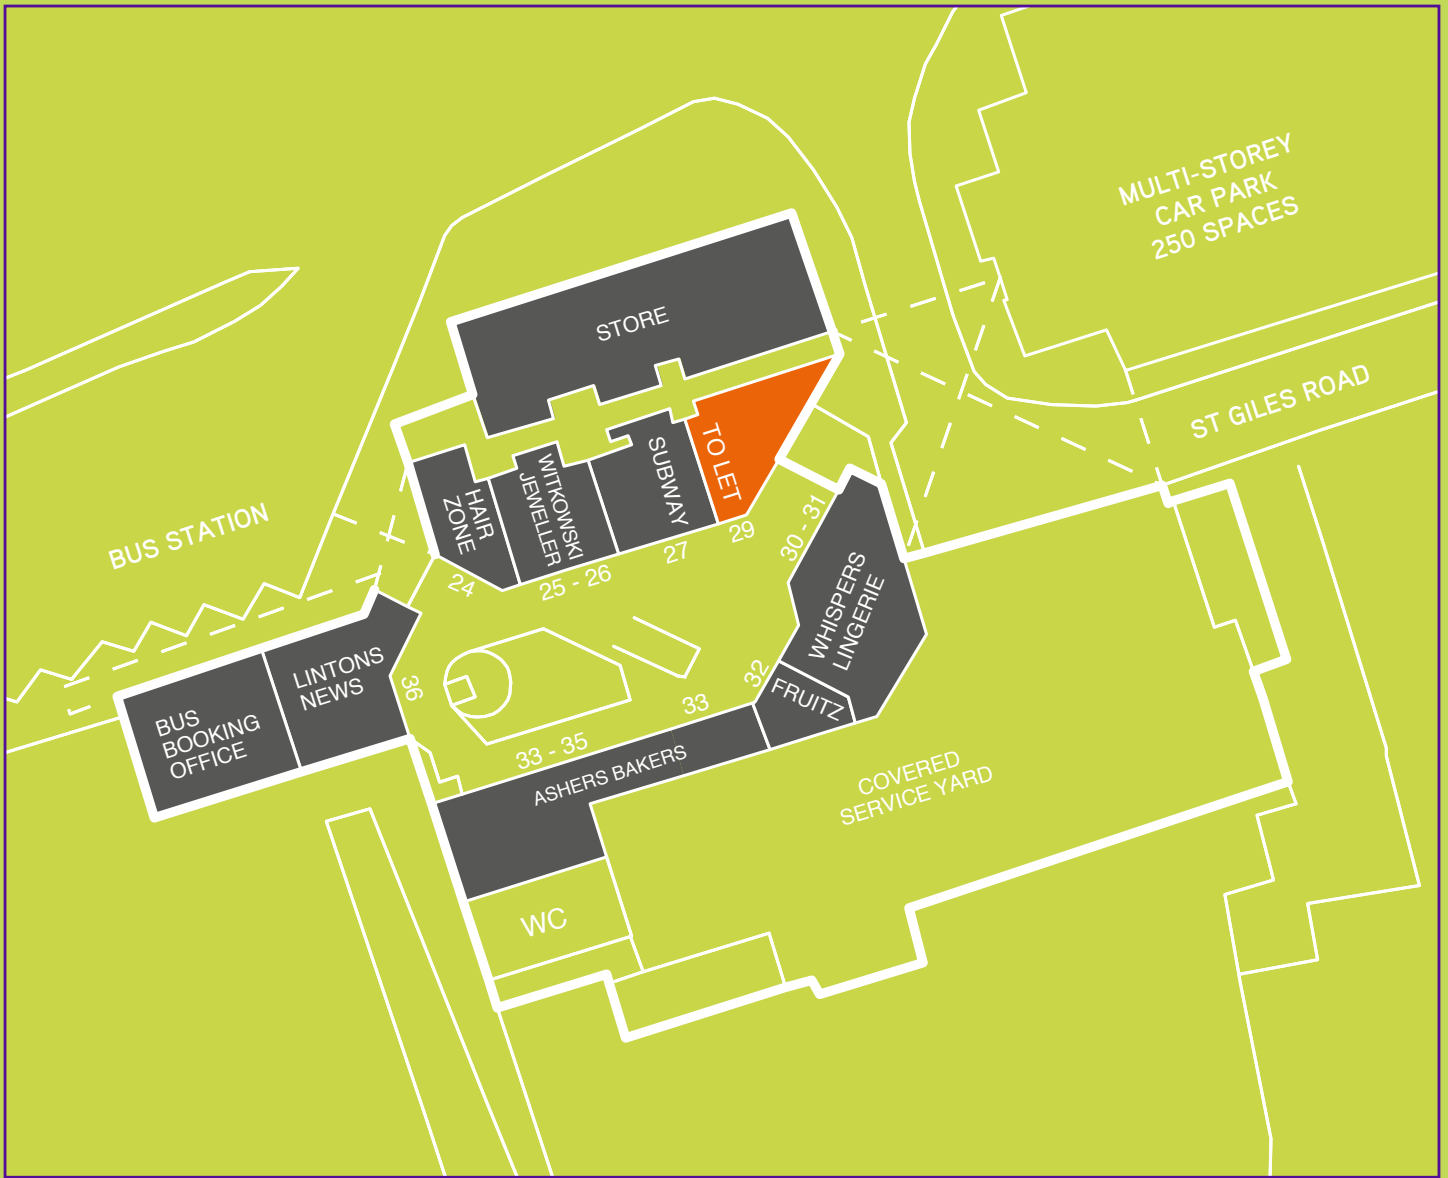 MULTI-STOREY
CAR PARK
250 SPACES
STORE
ST GILES ROAD
TO LET
SUBWAY
WITKOWSKI
JEWELLER
HAIR
ZONE
BUS STATION
24
25 - 26
27
29
30 - 31
WHISPERS
LINGERIE
32
FRUITZ
33
33 - 35
ASHERS BAKERS
36
LINTONS
NEWS
BUS
BOOKING
OFFICE
COVERED
SERVICE YARD
WC